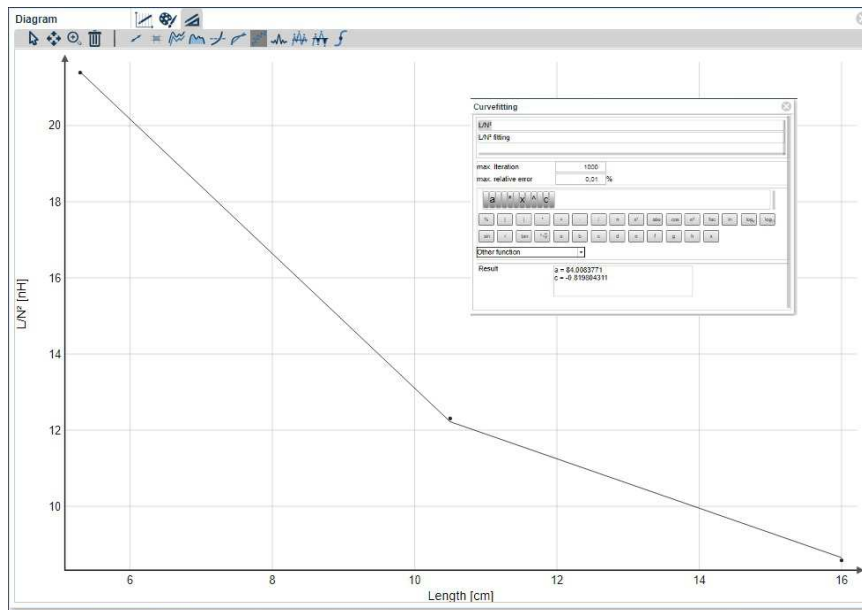 Diagram
20
18
16
14
12
10
L/N² [nH]
6
8
10
12
14
16
Length [cm]
Curvefitting
L/N²
L/N² fitting
max. iteration 1000
max. relative error 0,01 %
a * x ^ c
Other function
Result
a = 84.0083771
c = -0.819804311